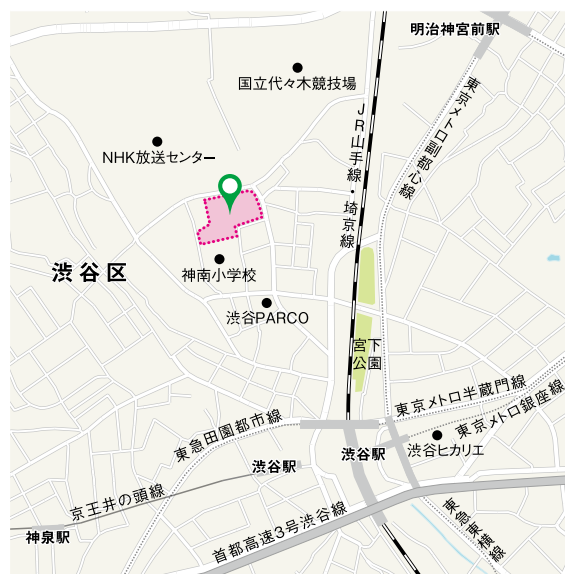 明治神宮前駅
国立代々木競技場
東京メトロ副都心線
JR山手線・埼京線
NHK放送センター
渋谷区
神南小学校
渋谷PARCO
宮下
公園
東京メトロ半蔵門線
東京メトロ銀座線
東急田園都市線
渋谷駅
渋谷駅
渋谷ヒカリエ
京王井の頭線
神泉駅
首都高速3号渋谷線
東急東横線